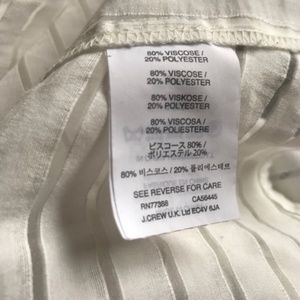 80% VISCOSE /
20% POLYESTER
80% VISCOSE /
20% POLYESTER
80% VISKOSE /
20% POLYESTER
80% VISCOSA /
20% POLIESTERE
ビスコース 80% /
ポリエステル 20%
80% 비스코스 / 20% 폴리에스테르
SEE REVERSE FOR CARE
RN77388 CA56445
J.CREW U.K. Ltd EC4V 6JA